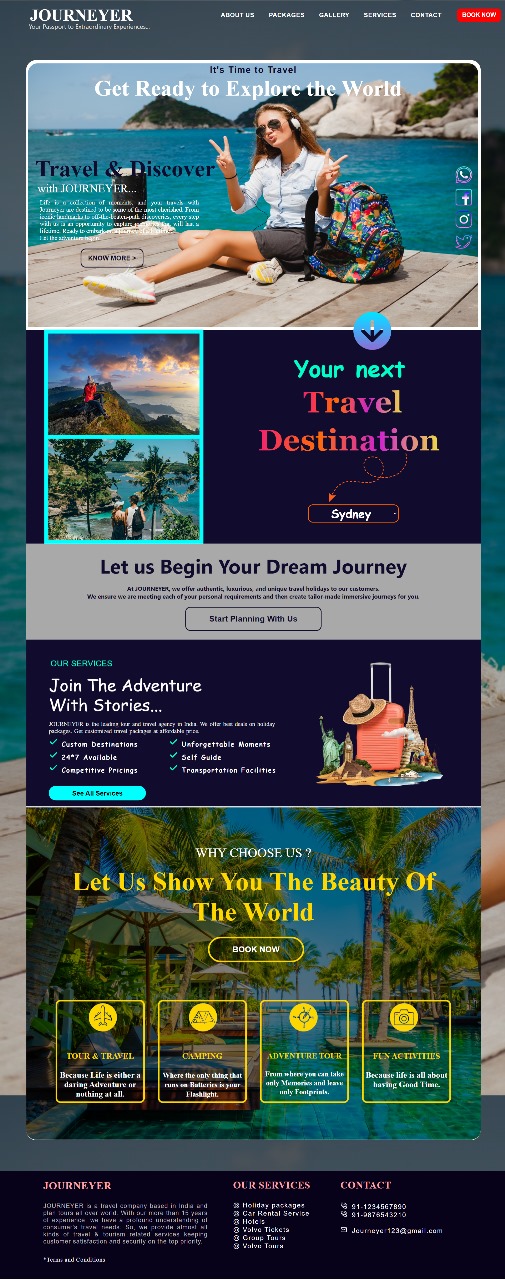 JOURNEYER
Your Passport to Extraordinary Experiences...
ABOUT US PACKAGES GALLERY SERVICES CONTACT BOOK NOW
It's Time to Travel
Get Ready to Explore the World
Travel & Discover
with JOURNEYER...
Life is a collection of moments, and your travels with
Journeyer are destined to be some of the most cherished. From
iconic landmarks to off-the-beaten-path discoveries, every step
with us is an opportunity to explore
lifetime. Ready to embark on
Let the adventure begin
KNOW MORE >
Your next
Travel
Destination
Sydney
Let us Begin Your Dream Journey
At JOURNEYER, we offer authentic, luxurious, and unique travel holidays to our customers.
We ensure we are meeting each of your personal requirements and then create tailor-made immersive journeys for you.
Start Planning With Us
OUR SERVICES
Join The Adventure
With Stories...
JOURNEYER is the leading tour and travel agency in India. We offer best deals on holiday
packages. Get customized travel packages at affordable price.
Custom Destinations
Unforgettable Moments
24*7 Available
Self Guide
Competitive Pricings
Transportation Facilities
See All Services
WHY CHOOSE US ?
Let Us Show You The Beauty Of
The World
BOOK NOW
TOUR & TRAVEL
Because Life is either a
daring Adventure or
nothing at all.
CAMPING
Where the only thing that
runs on Batteries is your
Flashlight.
ADVENTURE TOUR
From where you can take
only Memories and leave
only Footprints.
FUN ACTIVITIES
Because life is all about
having Good Time.
JOURNEYER
JOURNEYER is a travel company based in India and
plan tours all over world. With our more than 15 years
of experience, we have a profound understanding of
consumer's travel needs. So, we provide almost all
kinds of travel & tourism related services keeping
customer satisfaction and security on the top priority.
*Terms and Conditions
OUR SERVICES
@ Holiday packages
@ Car Rental Service
@ Hotels
@ Volvo Tickets
@ Group Tours
@ Volvo Tours
CONTACT
91-1234567890
91-9876543210
Journeyer123@gmail.com